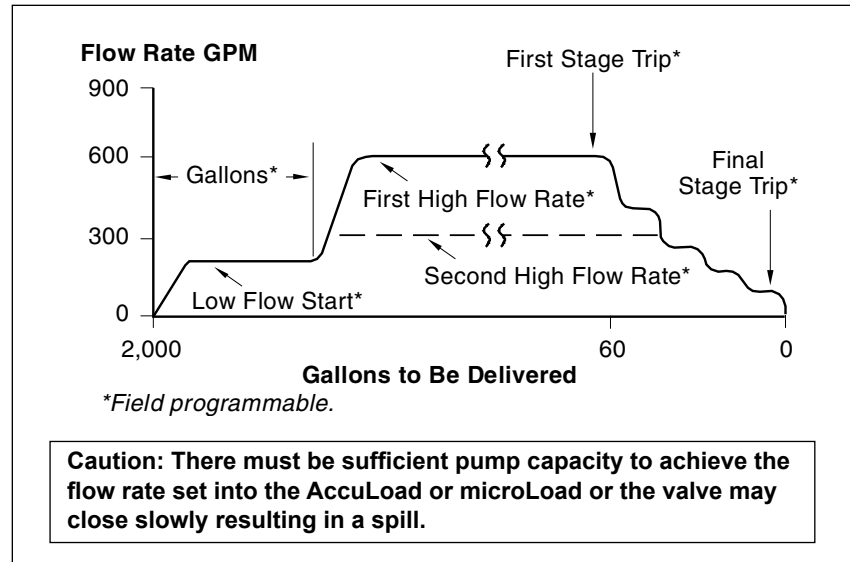 Flow Rate GPM
900
600
300
0
First Stage Trip*
Final
Stage Trip*
Gallons*
First High Flow Rate*
Second High Flow Rate*
Low Flow Start*
2,000
60
0
Gallons to Be Delivered
*Field programmable.
Caution: There must be sufficient pump capacity to achieve the
flow rate set into the AccuLoad or microLoad or the valve may
close slowly resulting in a spill.